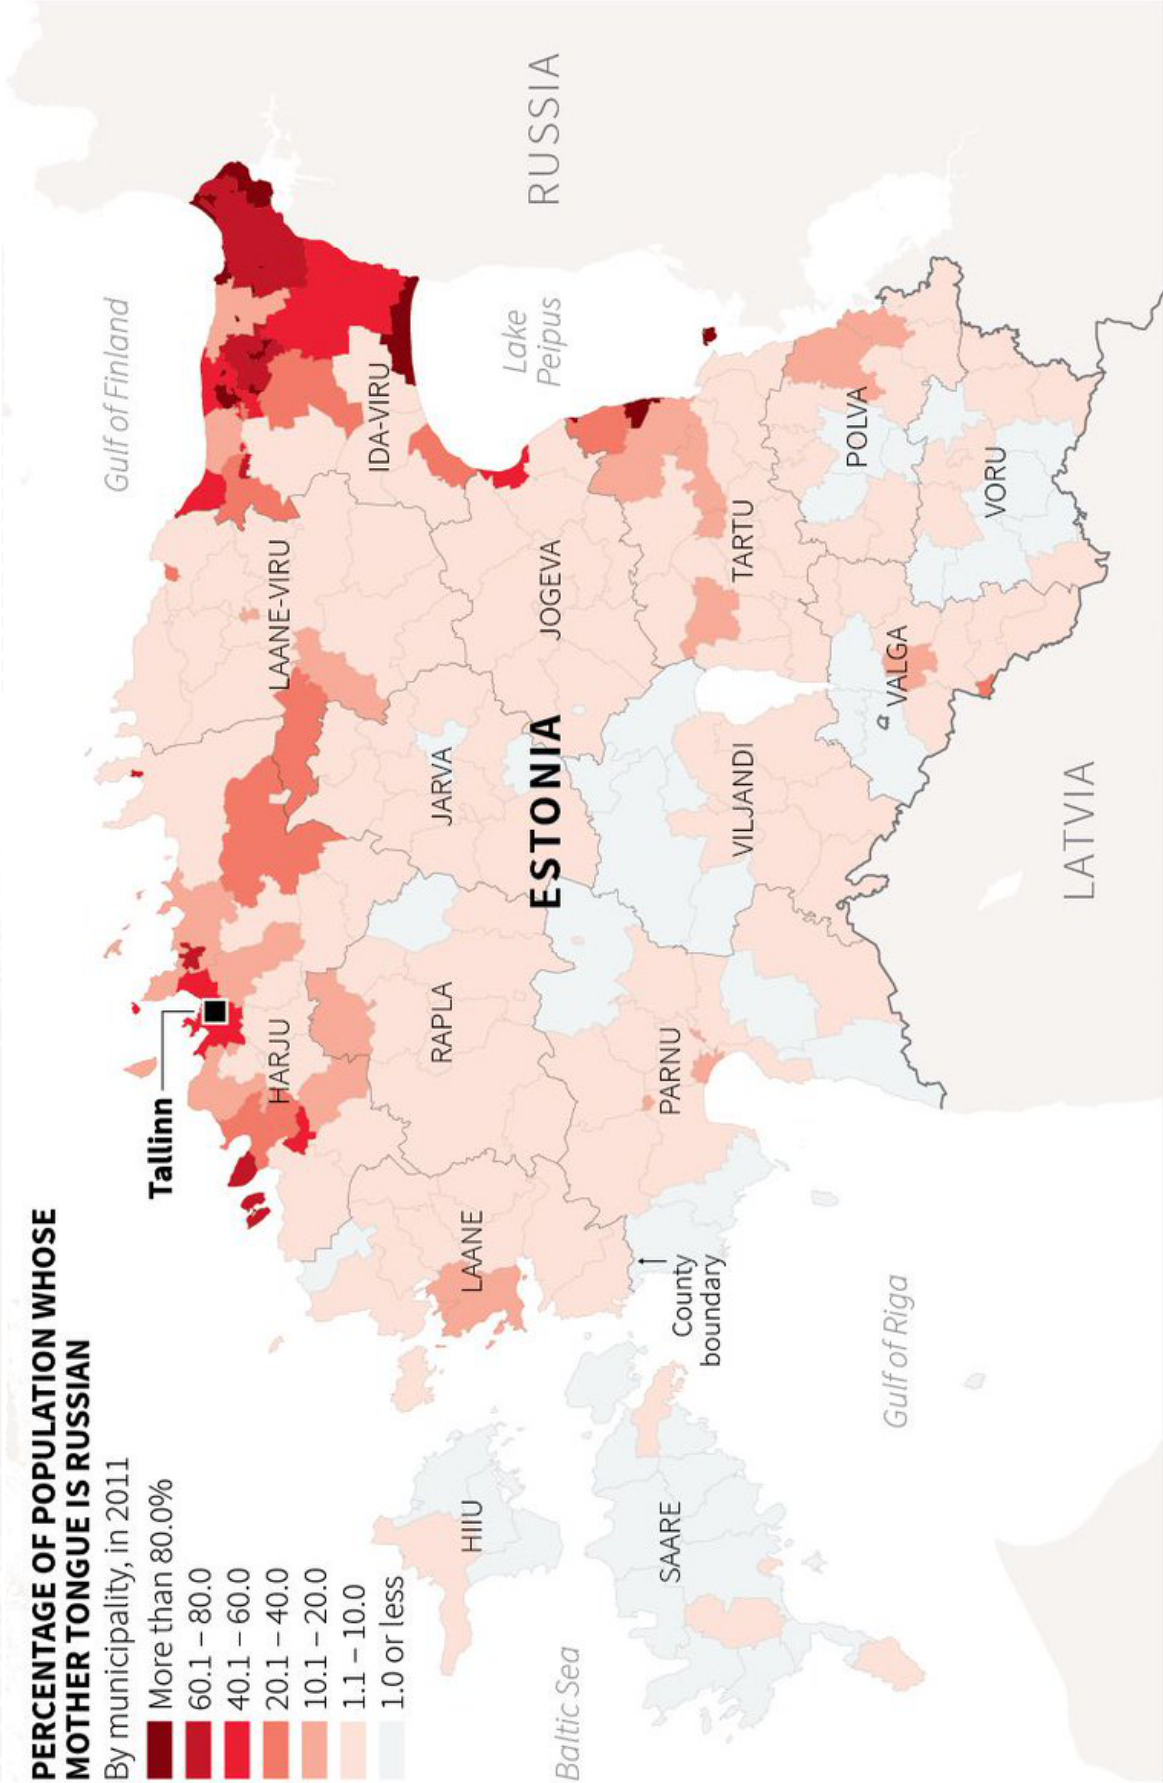 PERCENTAGE OF POPULATION WHOSE
MOTHER TONGUE IS RUSSIAN
By municipality, in 2011
More than 80.0%
60.1 – 80.0
40.1 – 60.0
20.1 – 40.0
10.1 – 20.0
1.1 – 10.0
1.0 or less
Tallinn
Gulf of Finland
HARJU
LAANE-VIRU
IDA-VIRU
RUSSIA
Lake
Peipus
HIIU
LAANE
RAPLA
JARVA
JOGEVA
ESTONIA
Baltic Sea
SAARE
County
boundary
PARNU
VILJANDI
TARTU
POLVA
VALGA
VORU
Gulf of Riga
LATVIA